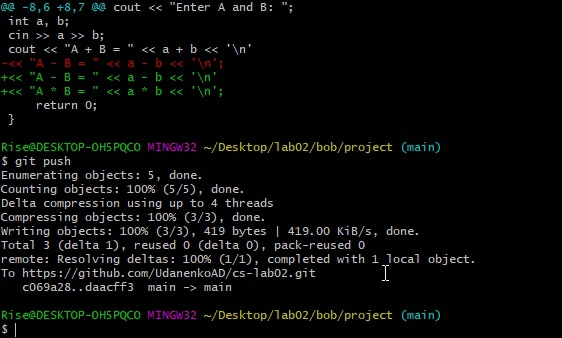 @@ -8,6 +8,7 @@ cout << "Enter A and B: ";
int a, b;
cin >> a >> b;
cout << "A + B = " << a + b << '\n'
-<< "A - B = " << a - b << '\n';
+<< "A - B = " << a - b << '\n'
+<< "A * B = " << a * b << '\n';
return 0;
}
Rise@DESKTOP-OH5PQCO MINGW32 ~/Desktop/lab02/bob/project (main)
$ git push
Enumerating objects: 5, done.
Counting objects: 100% (5/5), done.
Delta compression using up to 4 threads
Compressing objects: 100% (3/3), done.
Writing objects: 100% (3/3), 419 bytes | 419.00 KiB/s, done.
Total 3 (delta 1), reused 0 (delta 0), pack-reused 0
remote: Resolving deltas: 100% (1/1), completed with 1 local object.
To https://github.com/UdanenkoAD/cs-lab02.git
c069a28..daacff3 main -> main
Rise@DESKTOP-OH5PQCO MINGW32 ~/Desktop/lab02/bob/project (main)
$